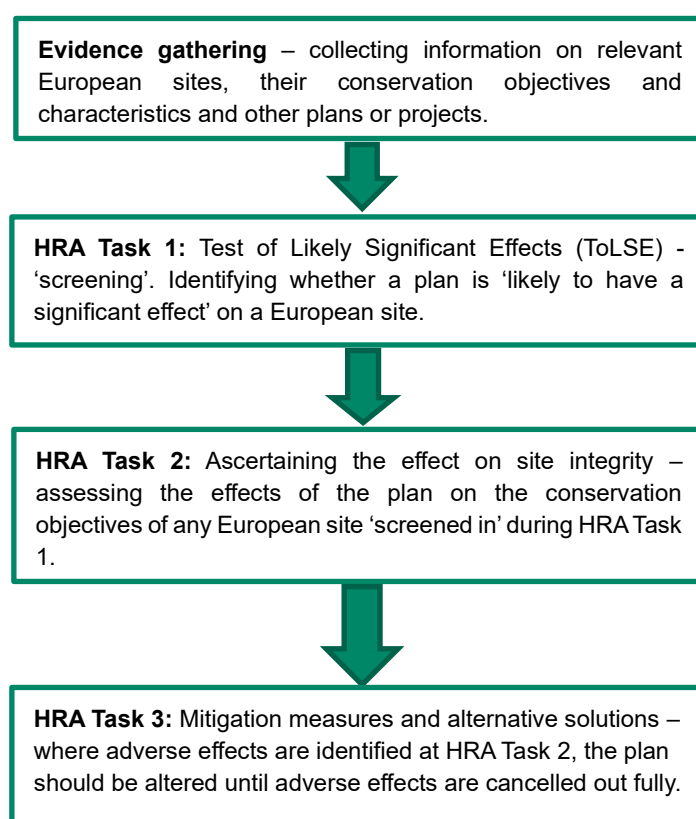 Evidence gathering – collecting information on relevant
European sites, their conservation objectives and
characteristics and other plans or projects.
HRA Task 1: Test of Likely Significant Effects (ToLSE) -
‘screening’. Identifying whether a plan is ‘likely to have a
significant effect’ on a European site.
HRA Task 2: Ascertaining the effect on site integrity –
assessing the effects of the plan on the conservation
objectives of any European site ‘screened in’ during HRA Task
1.
HRA Task 3: Mitigation measures and alternative solutions –
where adverse effects are identified at HRA Task 2, the plan
should be altered until adverse effects are cancelled out fully.